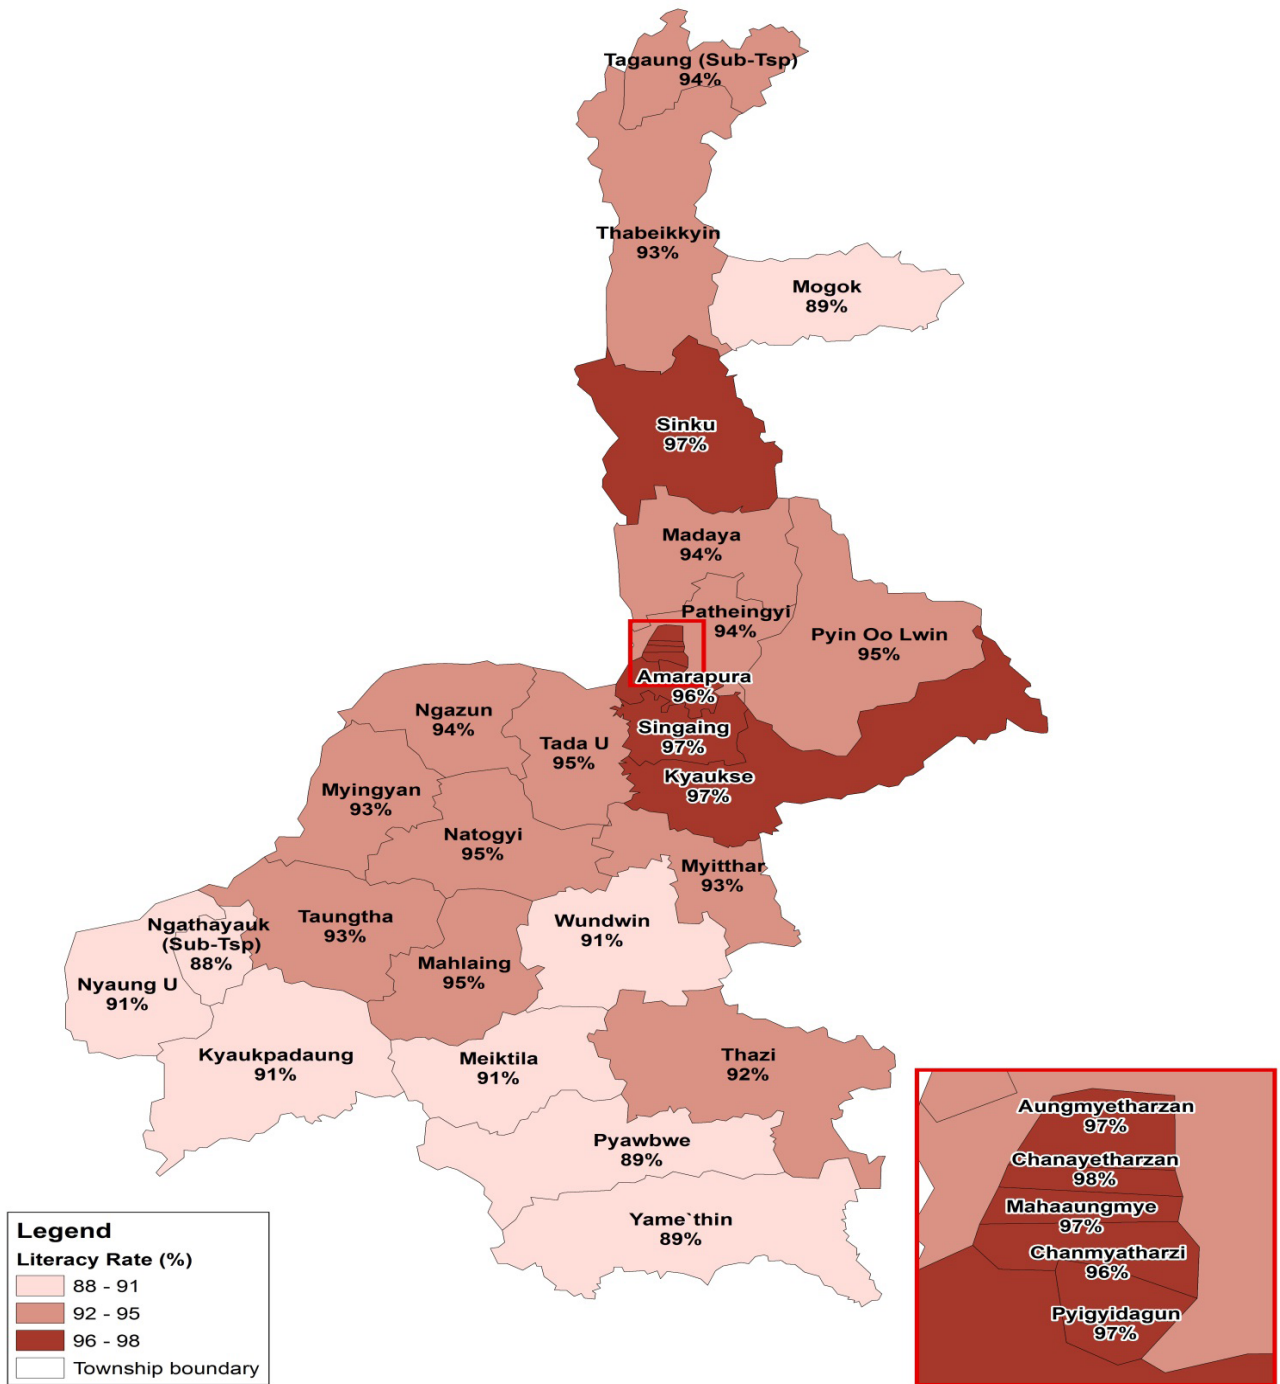 Tagaung (Sub-Tsp)
94%
Thabeikkyin
93%
Mogok
89%
Sinku
97%
Madaya
94%
Patheingyi
94%
Pyin Oo Lwin
95%
Amarapura
96%
Singaing
97%
Kyaukse
97%
Ngazun
94%
Tada U
95%
Myingyan
93%
Natogyi
95%
Myitthar
93%
Wundwin
91%
Taungtha
93%
Ngathayauk
(Sub-Tsp)
88%
Nyaung U
91%
Mahlaing
95%
Kyaukpadaung
91%
Meiktila
91%
Thazi
92%
Pyawbwe
89%
Yame`thin
89%
Aungmyetharzan
97%
Chanayetharzan
98%
Mahaaungmye
97%
Chanmyatharzi
96%
Pyigyidagun
97%
Legend
Literacy Rate (%)
88 - 91
92 - 95
96 - 98
Township boundary